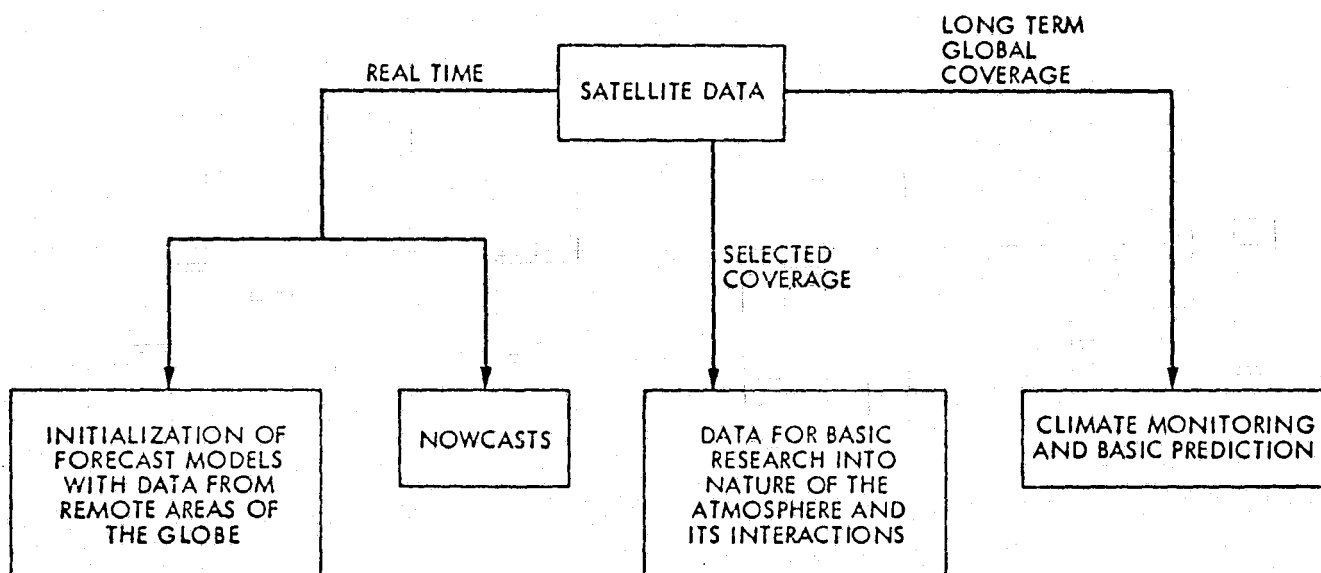 LONG TERM
GLOBAL
COVERAGE
REAL TIME
SATELLITE DATA
SELECTED
COVERAGE
INITIALIZATION OF
FORECAST MODELS
WITH DATA FROM
REMOTE AREAS OF
THE GLOBE
NOWCASTS
DATA FOR BASIC
RESEARCH INTO
NATURE OF THE
ATMOSPHERE AND
ITS INTERACTIONS
CLIMATE MONITORING
AND BASIC PREDICTION